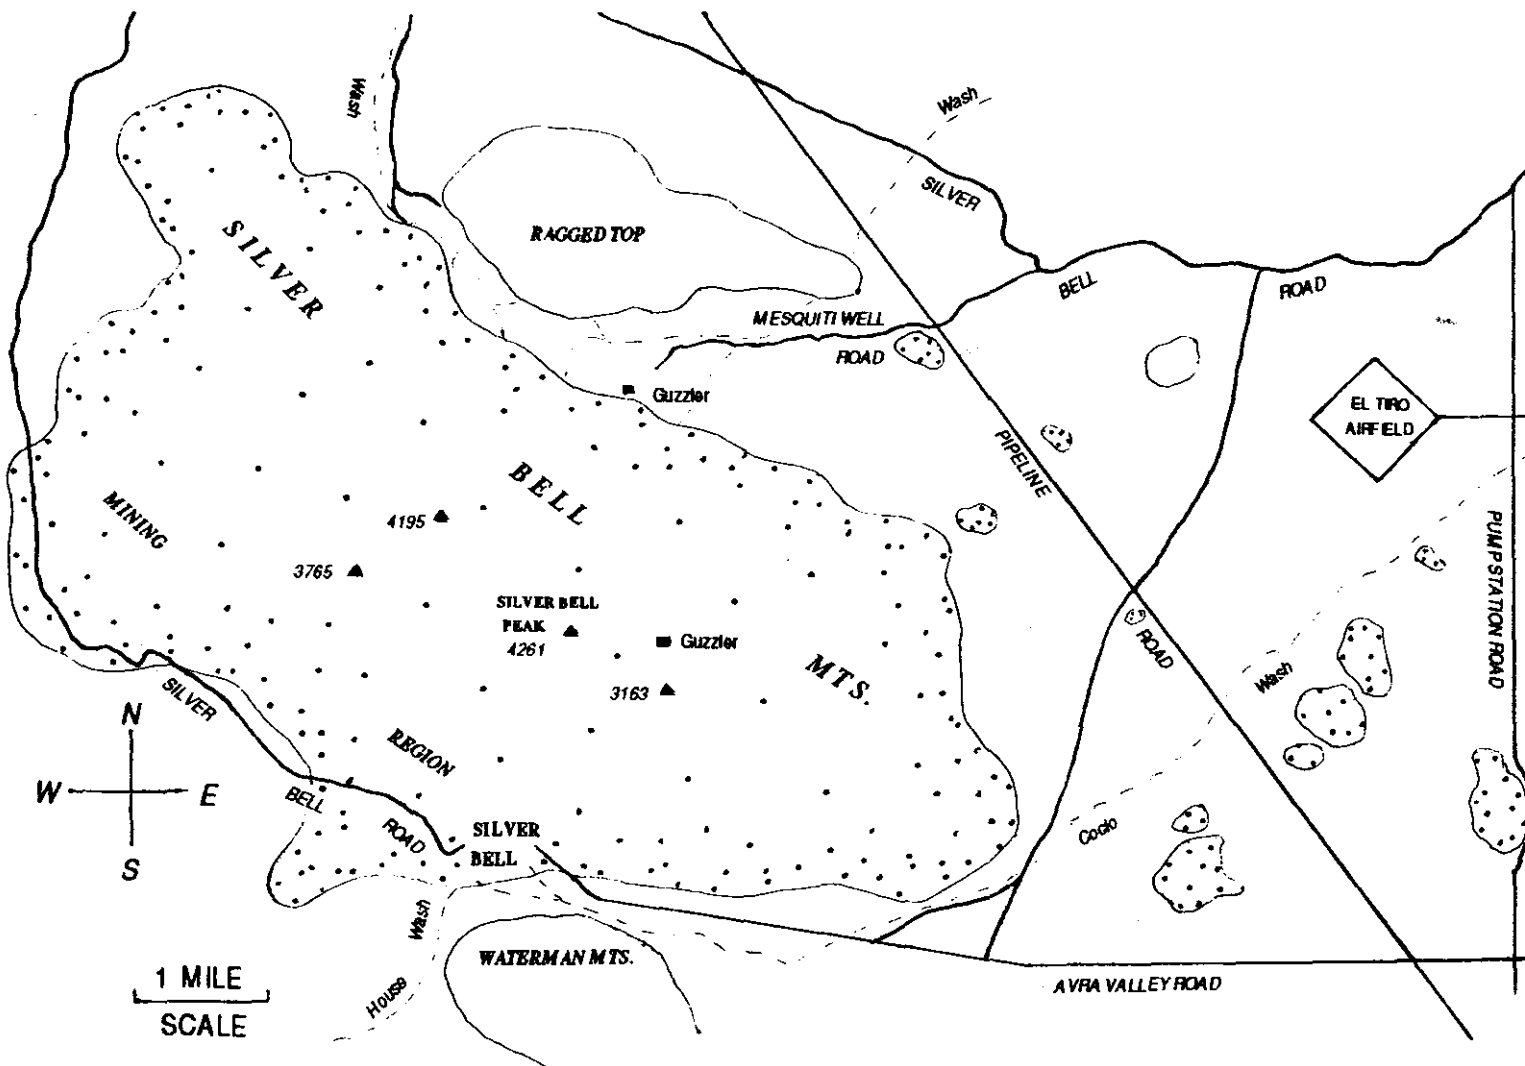 Wash
Wash
SILVER
RAGGED TOP
SILVER
BELL
ROAD
MESQUITI WELL
ROAD
Guzzler
EL TIRO
AIRFIELD
PIPELINE
ROAD
BELL
MINING
4195
3765
SILVER BELL
PEAK
4261
Guzzler
3163
MTS.
Wash
PUMP STATION ROAD
SILVER
BELL
ROAD
REGION
N
W
E
S
SILVER
BELL
Cocio
Wash
House
WATERMAN MTS.
AVRA VALLEY ROAD
1 MILE
SCALE